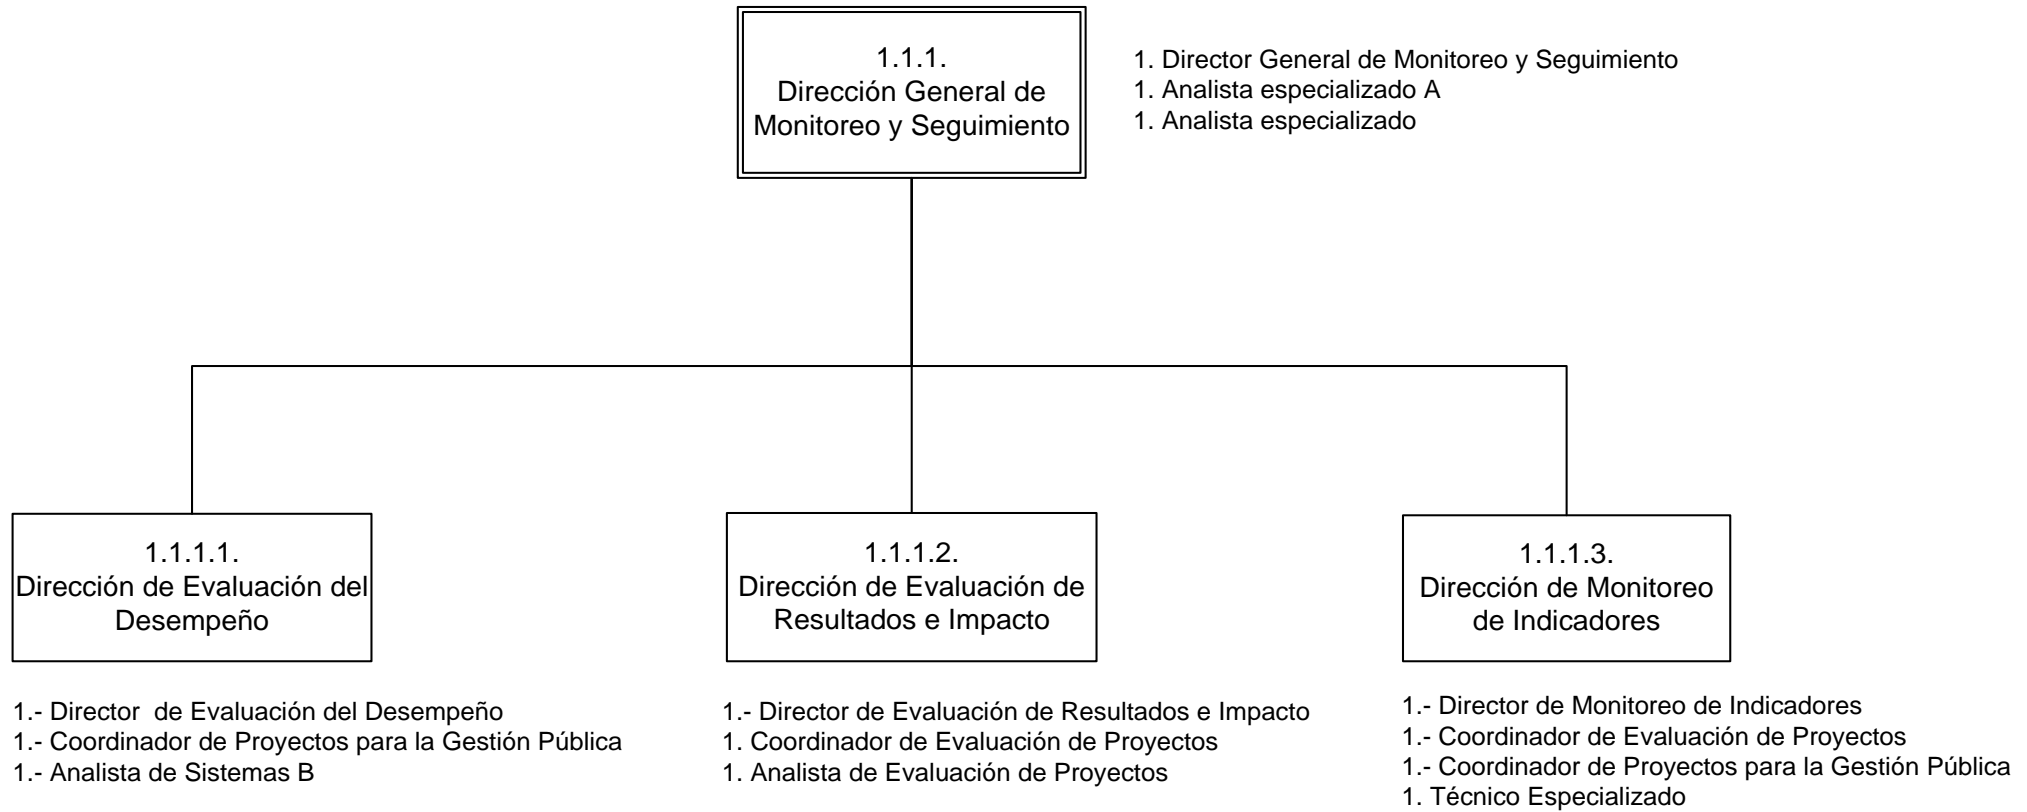 1.1.1.
Dirección General de
Monitoreo y Seguimiento
1. Director General de Monitoreo y Seguimiento
1. Analista especializado A
1. Analista especializado
1.1.1.1.
Dirección de Evaluación del
Desempeño
1.- Director  de Evaluación del Desempeño
1.- Coordinador de Proyectos para la Gestión Pública
1.- Analista de Sistemas B
1.1.1.2.
Dirección de Evaluación de
Resultados e Impacto
1.- Director de Evaluación de Resultados e Impacto
1. Coordinador de Evaluación de Proyectos
1. Analista de Evaluación de Proyectos
1.1.1.3.
Dirección de Monitoreo
de Indicadores
1.- Director de Monitoreo de Indicadores
1.- Coordinador de Evaluación de Proyectos
1.- Coordinador de Proyectos para la Gestión Pública
1. Técnico Especializado